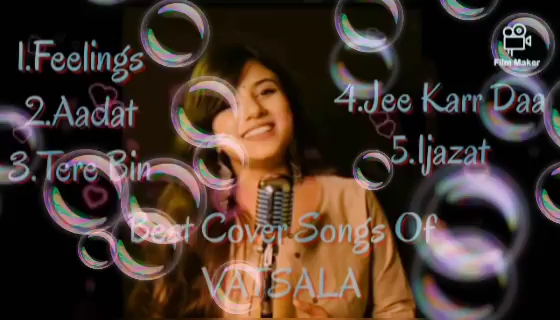 1.Feelings
2.Aadat
3.Tere Bin
4.Jee Karr Daa
5.Ijazat
Best Cover Songs Of
VATSALA
Film Maker